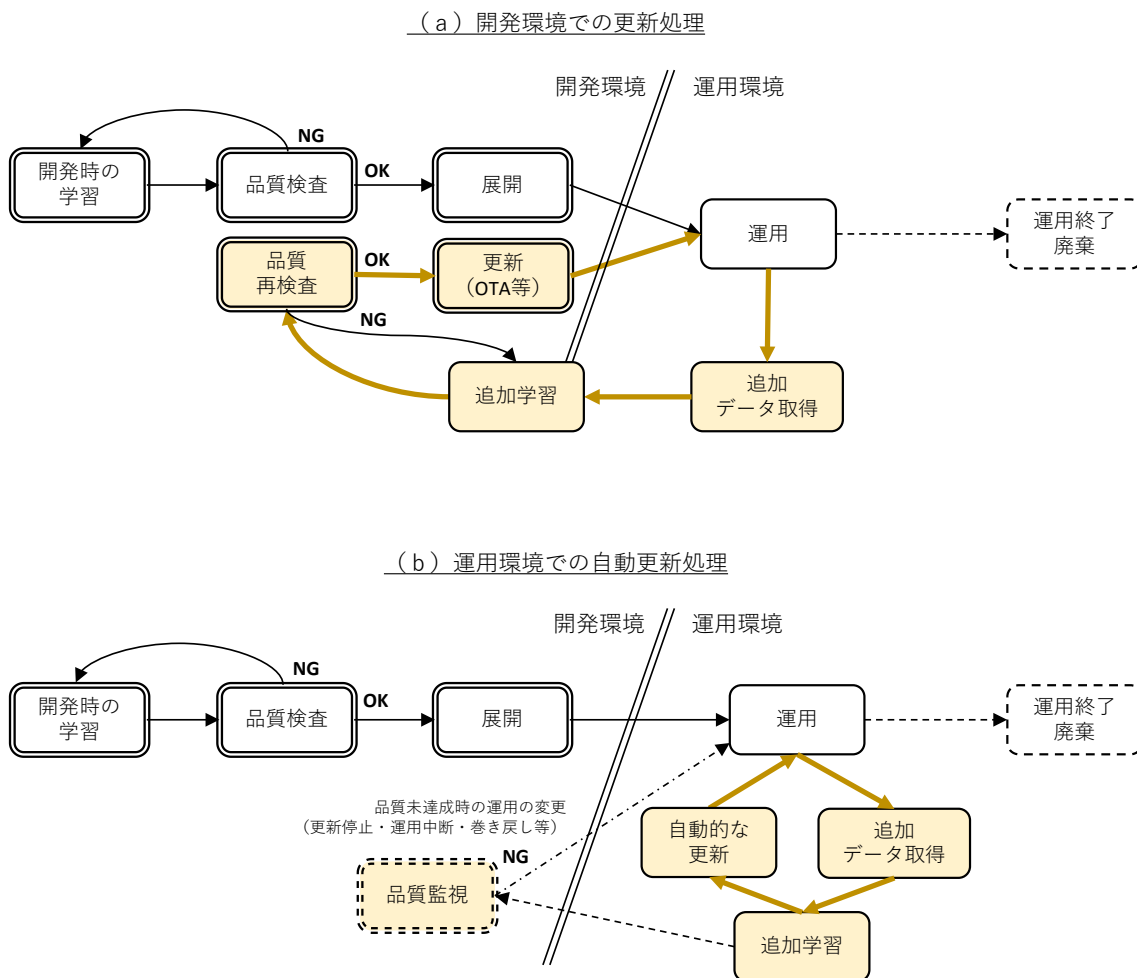 （a）開発環境での更新処理
開発環境
運用環境
NG
開発時の
学習
品質検査
OK
展開
運用
運用終了
廃棄
品質
再検査
OK
更新
（OTA等）
NG
追加学習
追加
データ取得
（b）運用環境での自動更新処理
開発環境
運用環境
NG
開発時の
学習
品質検査
OK
展開
運用
運用終了
廃棄
品質未達成時の運用の変更
（更新停止・運用中断・巻き戻し等）
NG
自動的な
更新
追加
データ取得
品質監視
追加学習